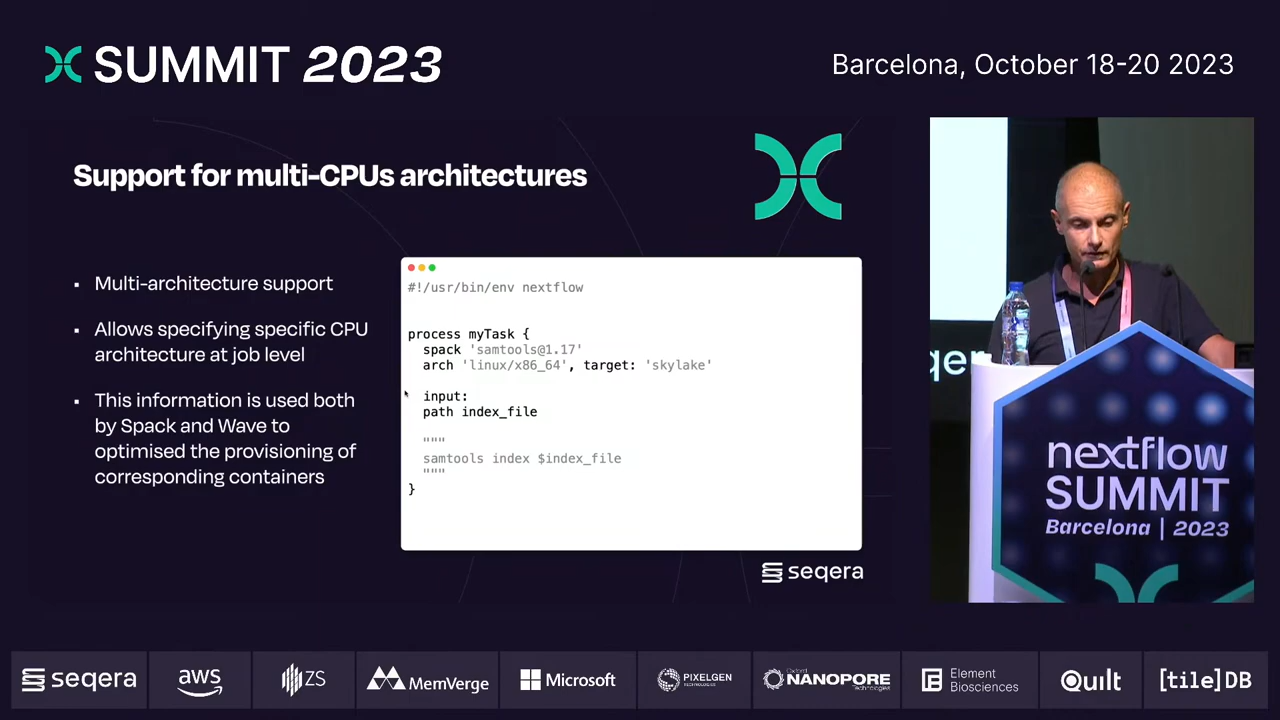 SUMMIT 2023
Barcelona, October 18-20 2023
Support for multi-CPUs architectures
▪ Multi-architecture support
▪ Allows specifying specific CPU
architecture at job level
▪ This information is used both
by Spack and Wave to
optimised the provisioning of
corresponding containers
#!/usr/bin/env nextflow
process myTask {
spack 'samtools@1.17'
arch 'linux/x86_64', target: 'skylake'
input:
path index_file
"""
samtools index $index_file
"""
}
seqera
qera
nextflow
SUMMIT
Barcelona | 2023
seqera
aws
ZS
MemVerge
Microsoft
PIXELGEN
TECHNOLOGIES
Oxford
NANOPORE
Technologies
Element
Biosciences
Quilt
[tile]DB